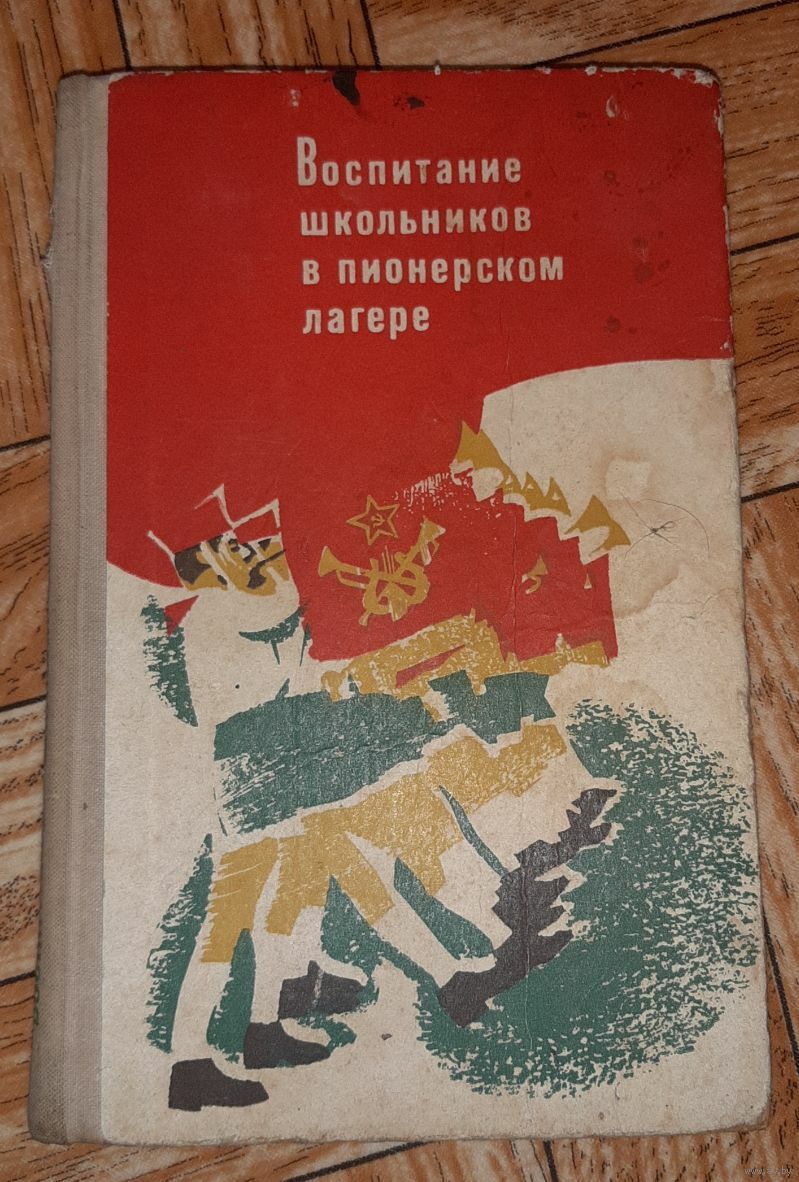 Воспитание
школьников
в пионерском
лагере